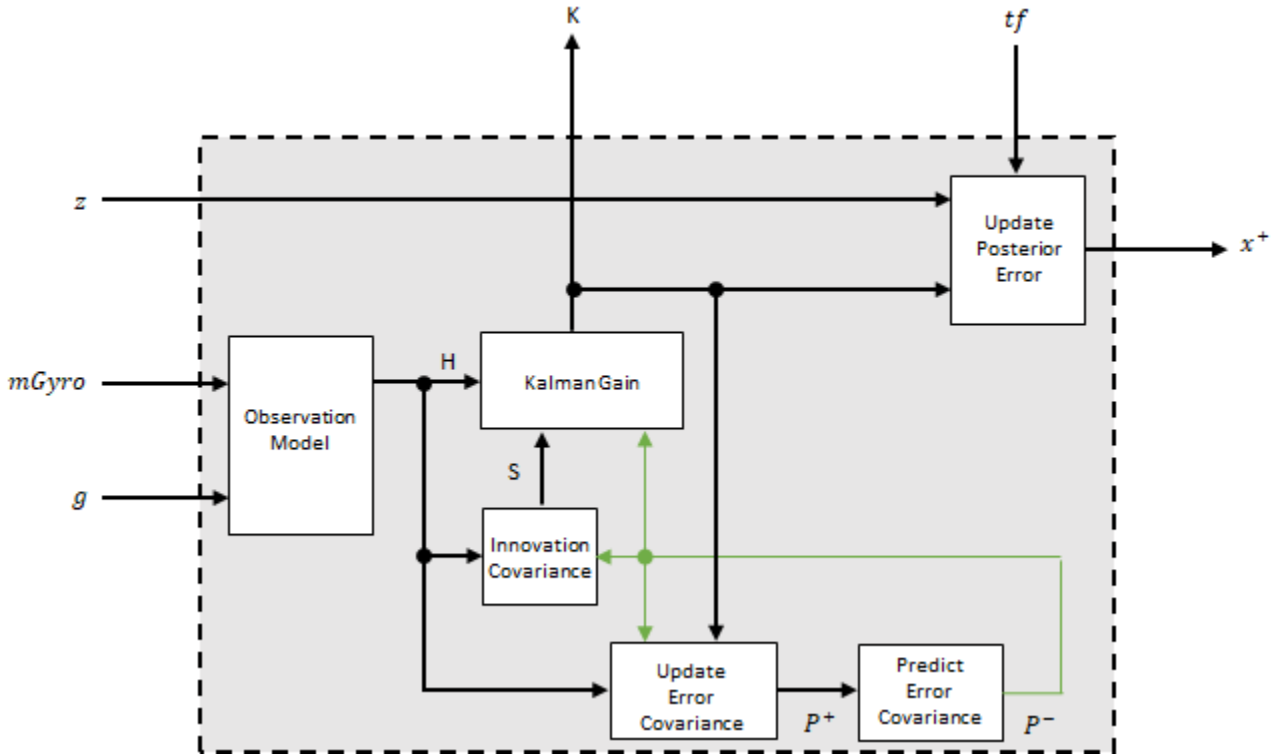 K
tf
z
Update
Posterior
Error
x⁺
H
mGyro
Kalman Gain
Observation
Model
S
g
Innovation
Covariance
Update
Error
Covariance
P⁺
Predict
Error
Covariance
P⁻